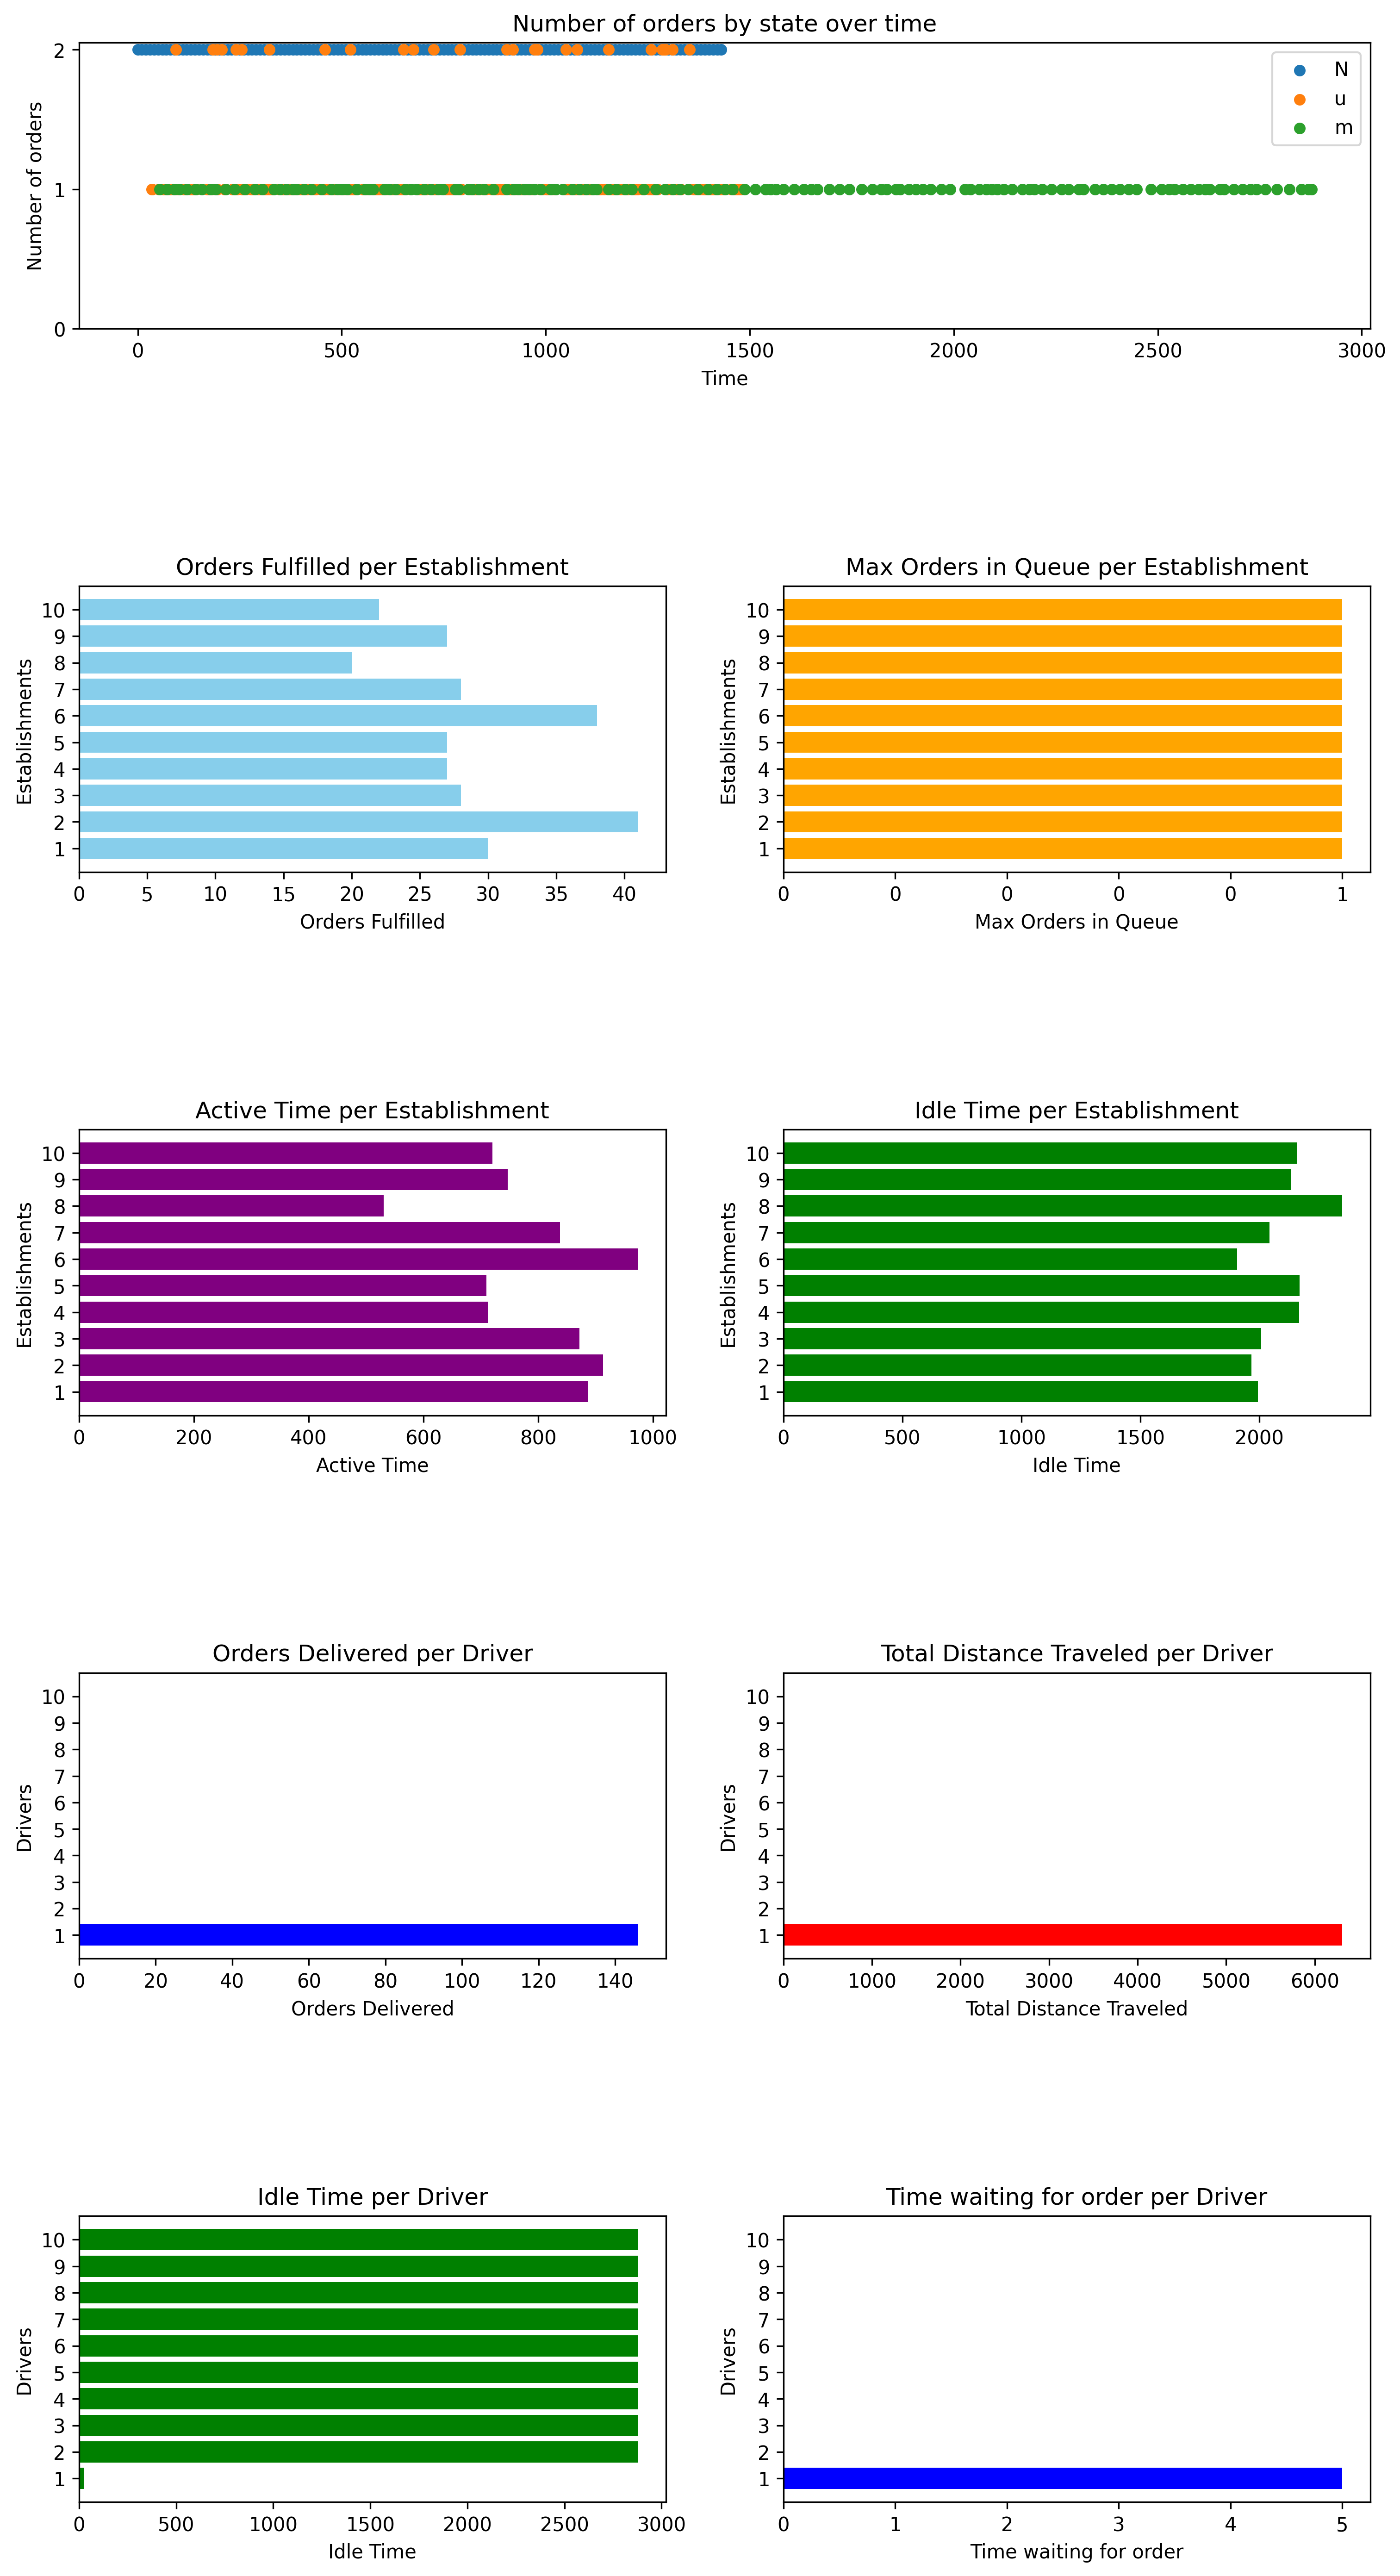 Number of orders by state over time
2
1
0
Number of orders
N
u
m
0 500 1000 1500 2000 2500 3000
Time
Orders Fulfilled per Establishment
10
9
8
7
6
5
4
3
2
1
Establishments
0 5 10 15 20 25 30 35 40
Orders Fulfilled
Max Orders in Queue per Establishment
10
9
8
7
6
5
4
3
2
1
Establishments
0 0 0 0 0 1
Max Orders in Queue
Active Time per Establishment
10
9
8
7
6
5
4
3
2
1
Establishments
0 200 400 600 800 1000
Active Time
Idle Time per Establishment
10
9
8
7
6
5
4
3
2
1
Establishments
0 500 1000 1500 2000
Idle Time
Orders Delivered per Driver
10
9
8
7
6
5
4
3
2
1
Drivers
0 20 40 60 80 100 120 140
Orders Delivered
Total Distance Traveled per Driver
10
9
8
7
6
5
4
3
2
1
Drivers
0 1000 2000 3000 4000 5000 6000
Total Distance Traveled
Idle Time per Driver
10
9
8
7
6
5
4
3
2
1
Drivers
0 500 1000 1500 2000 2500 3000
Idle Time
Time waiting for order per Driver
10
9
8
7
6
5
4
3
2
1
Drivers
0 1 2 3 4 5
Time waiting for order